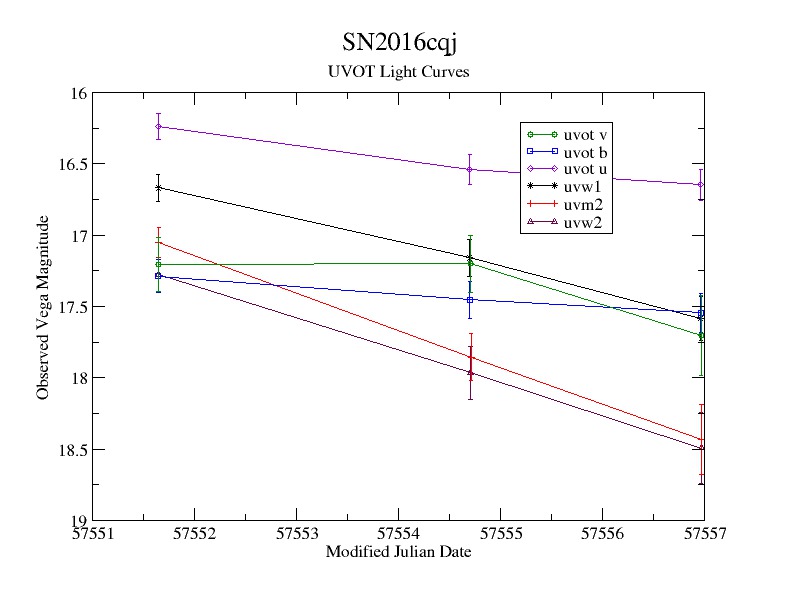 SN2016cqj
UVOT Light Curves
16
16.5
17
17.5
18
18.5
19
Observed Vega Magnitude
uvot v
uvot b
uvot u
uvw1
uvm2
uvw2
57551 57552 57553 57554 57555 57556 57557
Modified Julian Date